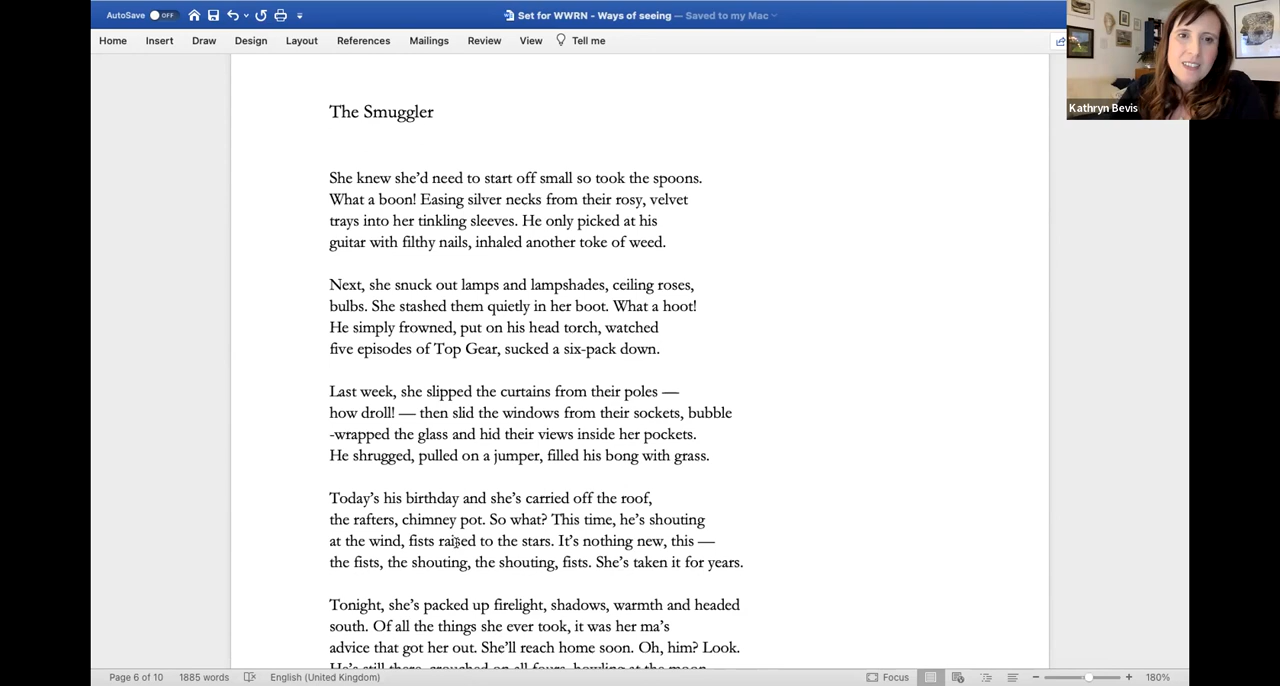 AutoSave OFF
Set for WWRN - Ways of seeing — Saved to my Mac
Home Insert Draw Design Layout References Mailings Review View Tell me
Kathryn Bevis
The Smuggler
She knew she’d need to start off small so took the spoons.
What a boon! Easing silver necks from their rosy, velvet
trays into her tinkling sleeves. He only picked at his
guitar with filthy nails, inhaled another toke of weed.
Next, she snuck out lamps and lampshades, ceiling roses,
bulbs. She stashed them quietly in her boot. What a hoot!
He simply frowned, put on his head torch, watched
five episodes of Top Gear, sucked a six-pack down.
Last week, she slipped the curtains from their poles —
how droll! — then slid the windows from their sockets, bubble
-wrapped the glass and hid their views inside her pockets.
He shrugged, pulled on a jumper, filled his bong with grass.
Today’s his birthday and she’s carried off the roof,
the rafters, chimney pot. So what? This time, he’s shouting
at the wind, fists raised to the stars. It’s nothing new, this —
the fists, the shouting, the shouting, fists. She’s taken it for years.
Tonight, she’s packed up firelight, shadows, warmth and headed
south. Of all the things she ever took, it was her ma’s
advice that got her out. She’ll reach home soon. Oh, him? Look.
He’s still there, crouched on all fours, howling at the moon
Page 6 of 10 1885 words English (United Kingdom) Focus 180%